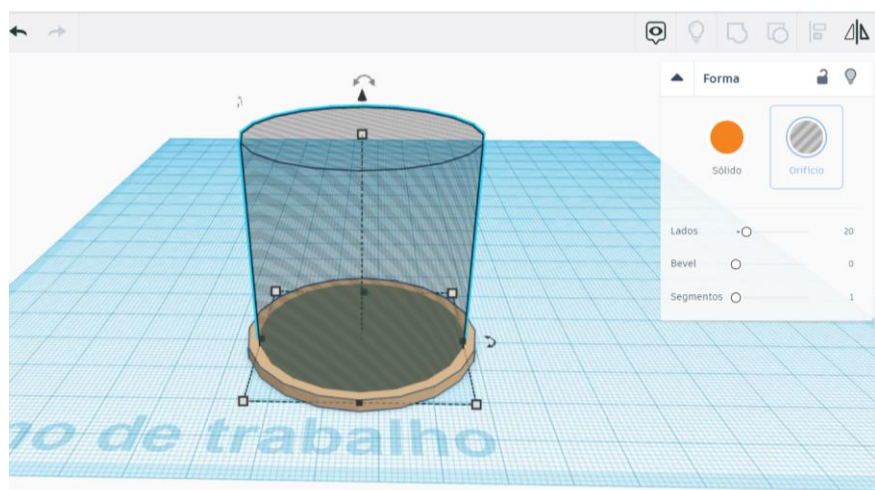 Forma
Sólido
Orifício
Lados
20
Bevel
0
Segmentos
1
no de trabalho